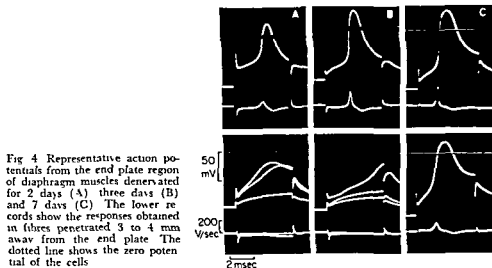 A
B
C
Fig 4 Representative action po-
tentials from the end plate region
of diaphragm muscles denervated
for 2 days (A) three days (B)
and 7 days (C) The lower re
cords show the responses obtained
in fibres penetrated 3 to 4 mm
away from the end plate The
dotted line shows the zero poten
tial of the cells
50
mV
200
V/sec
2 msec